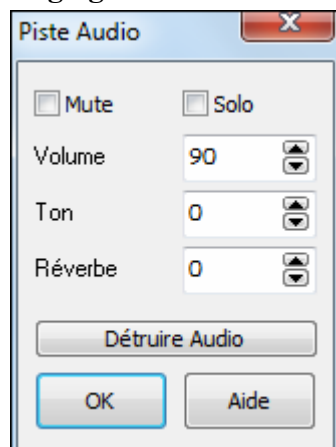 Piste Audio
Mute Solo
Volume 90
Ton 0
Réverbe 0
Détruire Audio
OK Aide